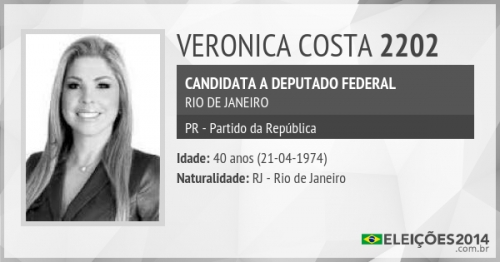 VERONICA COSTA 2202
CANDIDATA A DEPUTADO FEDERAL
RIO DE JANEIRO
PR - Partido da República
Idade: 40 anos (21-04-1974)
Naturalidade: RJ - Rio de Janeiro
ELEIÇÕES2014
.com.br